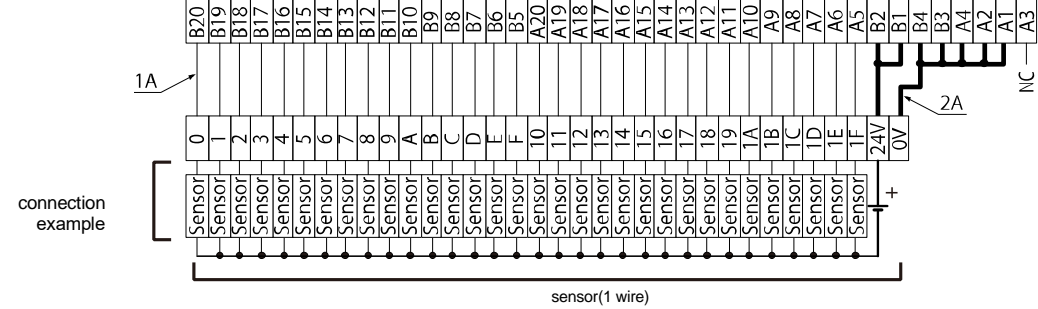 B20 B19 B18 B17 B16 B15 B14 B13 B12 B11 B10 B9 B8 B7 B6 B5 A20 A19 A18 A17 A16 A15 A14 A13 A12 A11 A10 A9 A8 A7 A6 A5 B2 B1 B4 B3 A4 A2 A1 A3
1A
NC
2A
0 1 2 3 4 5 6 7 8 9 A B C D E F 10 11 12 13 14 15 16 17 18 19 1A 1B 1C 1D 1E 1F 24V 0V
Sensor Sensor Sensor Sensor Sensor Sensor Sensor Sensor Sensor Sensor Sensor Sensor Sensor Sensor Sensor Sensor Sensor Sensor Sensor Sensor Sensor Sensor Sensor Sensor Sensor Sensor Sensor Sensor Sensor Sensor Sensor Sensor +
connection
example
sensor(1 wire)